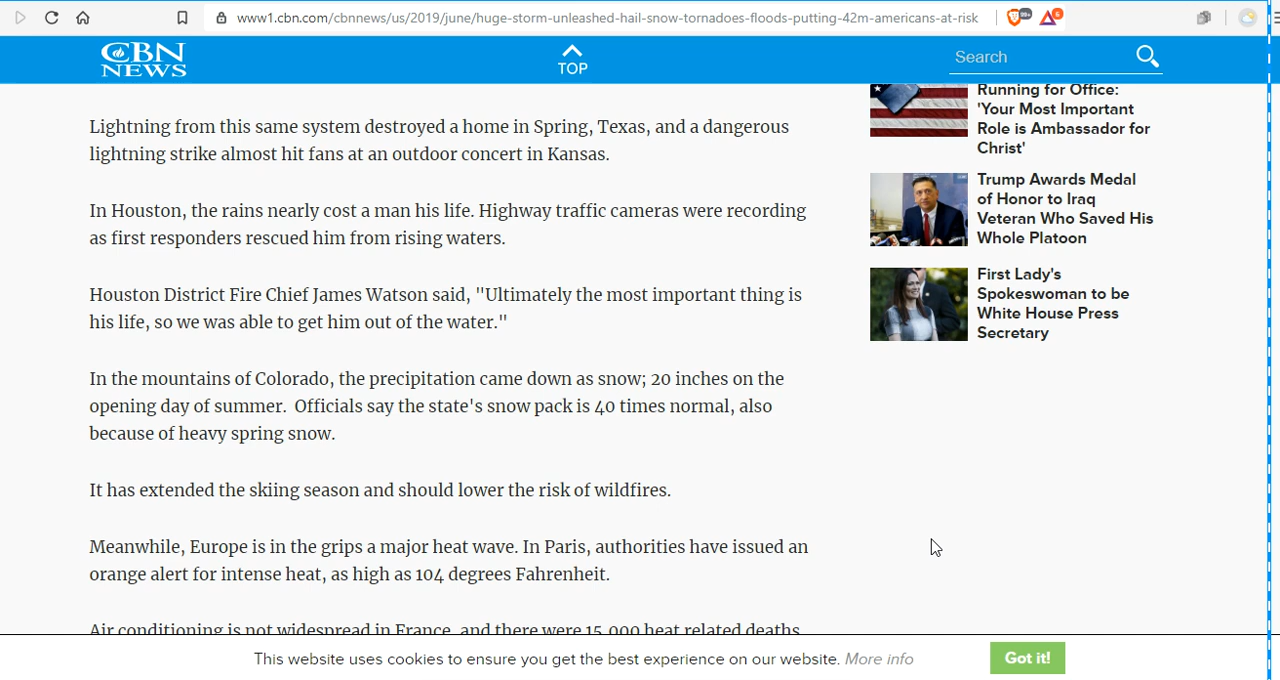 www1.cbn.com/cbnnews/us/2019/june/huge-storm-unleashed-hail-snow-tornadoes-floods-putting-42m-americans-at-risk
99+
6
CBN
NEWS
TOP
Search
Lightning from this same system destroyed a home in Spring, Texas, and a dangerous
lightning strike almost hit fans at an outdoor concert in Kansas.
In Houston, the rains nearly cost a man his life. Highway traffic cameras were recording
as first responders rescued him from rising waters.
Houston District Fire Chief James Watson said, "Ultimately the most important thing is
his life, so we was able to get him out of the water."
In the mountains of Colorado, the precipitation came down as snow; 20 inches on the
opening day of summer.  Officials say the state's snow pack is 40 times normal, also
because of heavy spring snow.
It has extended the skiing season and should lower the risk of wildfires.
Meanwhile, Europe is in the grips a major heat wave. In Paris, authorities have issued an
orange alert for intense heat, as high as 104 degrees Fahrenheit.
Air conditioning is not widespread in France, and there were 15,000 heat related deaths
Running for Office:
'Your Most Important
Role is Ambassador for
Christ'
Trump Awards Medal
of Honor to Iraq
Veteran Who Saved His
Whole Platoon
First Lady's
Spokeswoman to be
White House Press
Secretary
This website uses cookies to ensure you get the best experience on our website. More info
Got it!